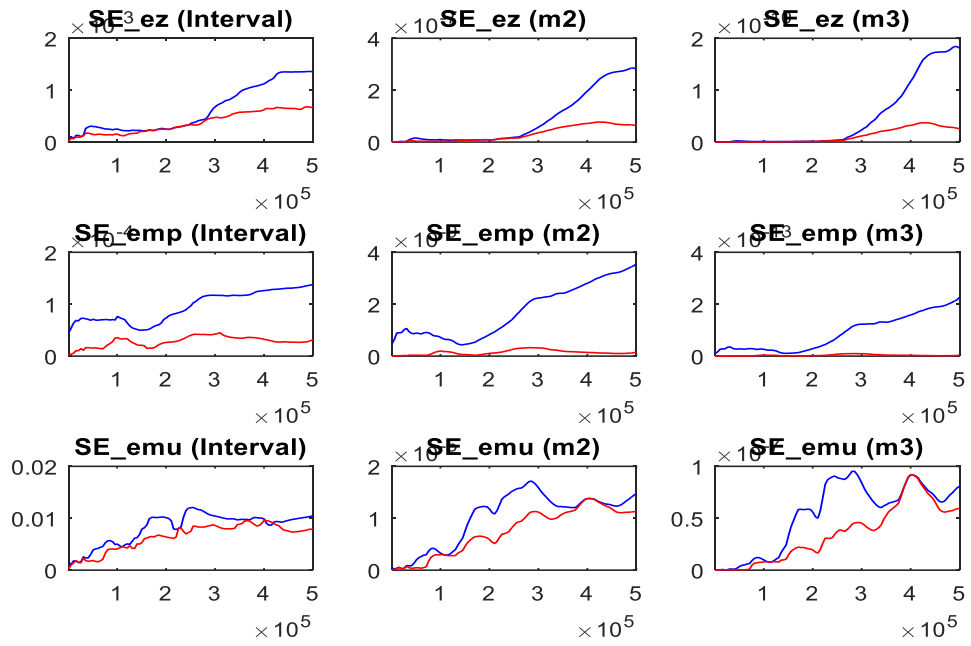 SE_ez (Interval) SE_ez (m2) SE_ez (m3)
×10-3
2 4 2
1 2 1
0 0 0
1 2 3 4 5 1 2 3 4 5 1 2 3 4 5
×10^5 ×10^5 ×10^5
SE_emp (Interval) SE_emp (m2) SE_emp (m3)
×10-4
2 4 4
1 2 2
0 0 0
1 2 3 4 5 1 2 3 4 5 1 2 3 4 5
×10^5 ×10^5 ×10^5
SE_emu (Interval) SE_emu (m2) SE_emu (m3)
0.02 2 1
0.01 1 0.5
0 0 0
1 2 3 4 5 1 2 3 4 5 1 2 3 4 5
×10^5 ×10^5 ×10^5